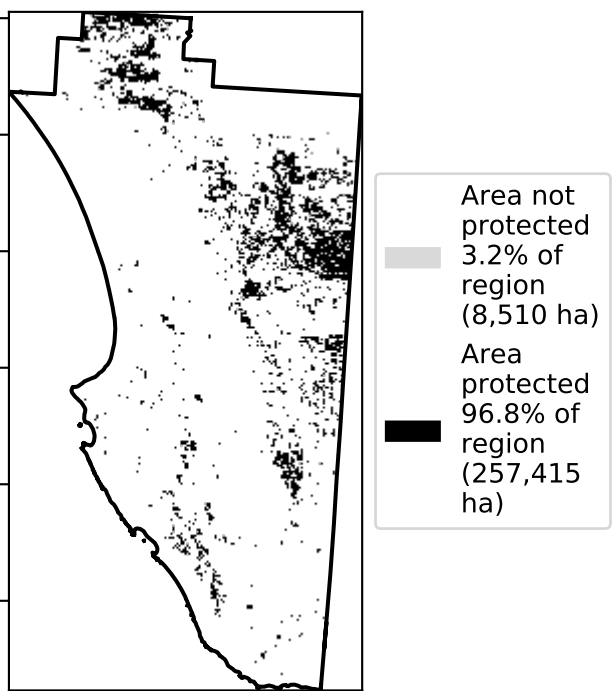 Area not
protected
3.2% of
region
(8,510 ha)
Area
protected
96.8% of
region
(257,415
ha)